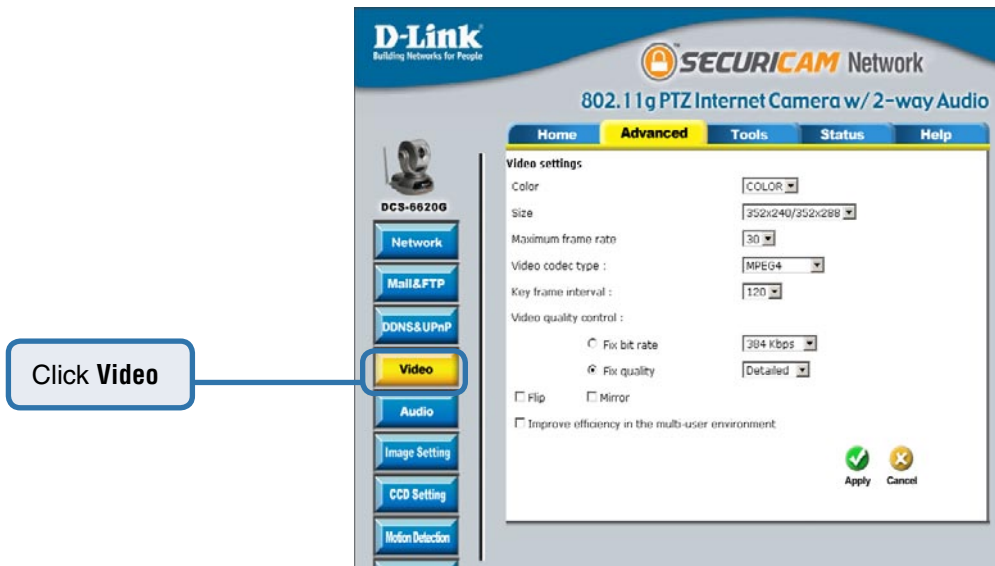 D-Link
Building Networks for People
SECURICAM Network
802.11g PTZ Internet Camera w/ 2-way Audio
Home Advanced Tools Status Help
DCS-6620G
Network
Mail&FTP
DDNS&UPnP
Video
Audio
Image Setting
CCD Setting
Motion Detection
Click Video
Video settings
Color COLOR
Size 352x240/352x288
Maximum frame rate 30
Video codec type : MPEG4
Key frame interval : 120
Video quality control :
Fix bit rate 384 Kbps
Fix quality Detailed
Flip Mirror
Improve efficiency in the multi-user environment
Apply Cancel